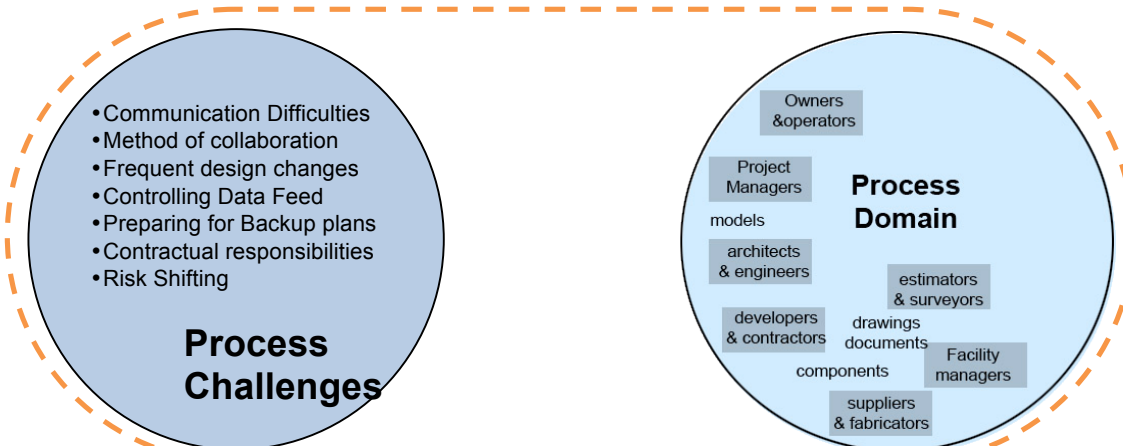 •Communication Difficulties
•Method of collaboration
•Frequent design changes
•Controlling Data Feed
•Preparing for Backup plans
•Contractual responsibilities
•Risk Shifting
Process
Challenges
Owners
&operators
Project
Managers
Process
Domain
models
architects
& engineers
estimators
& surveyors
developers
& contractors
drawings
documents
Facility
managers
components
suppliers
& fabricators